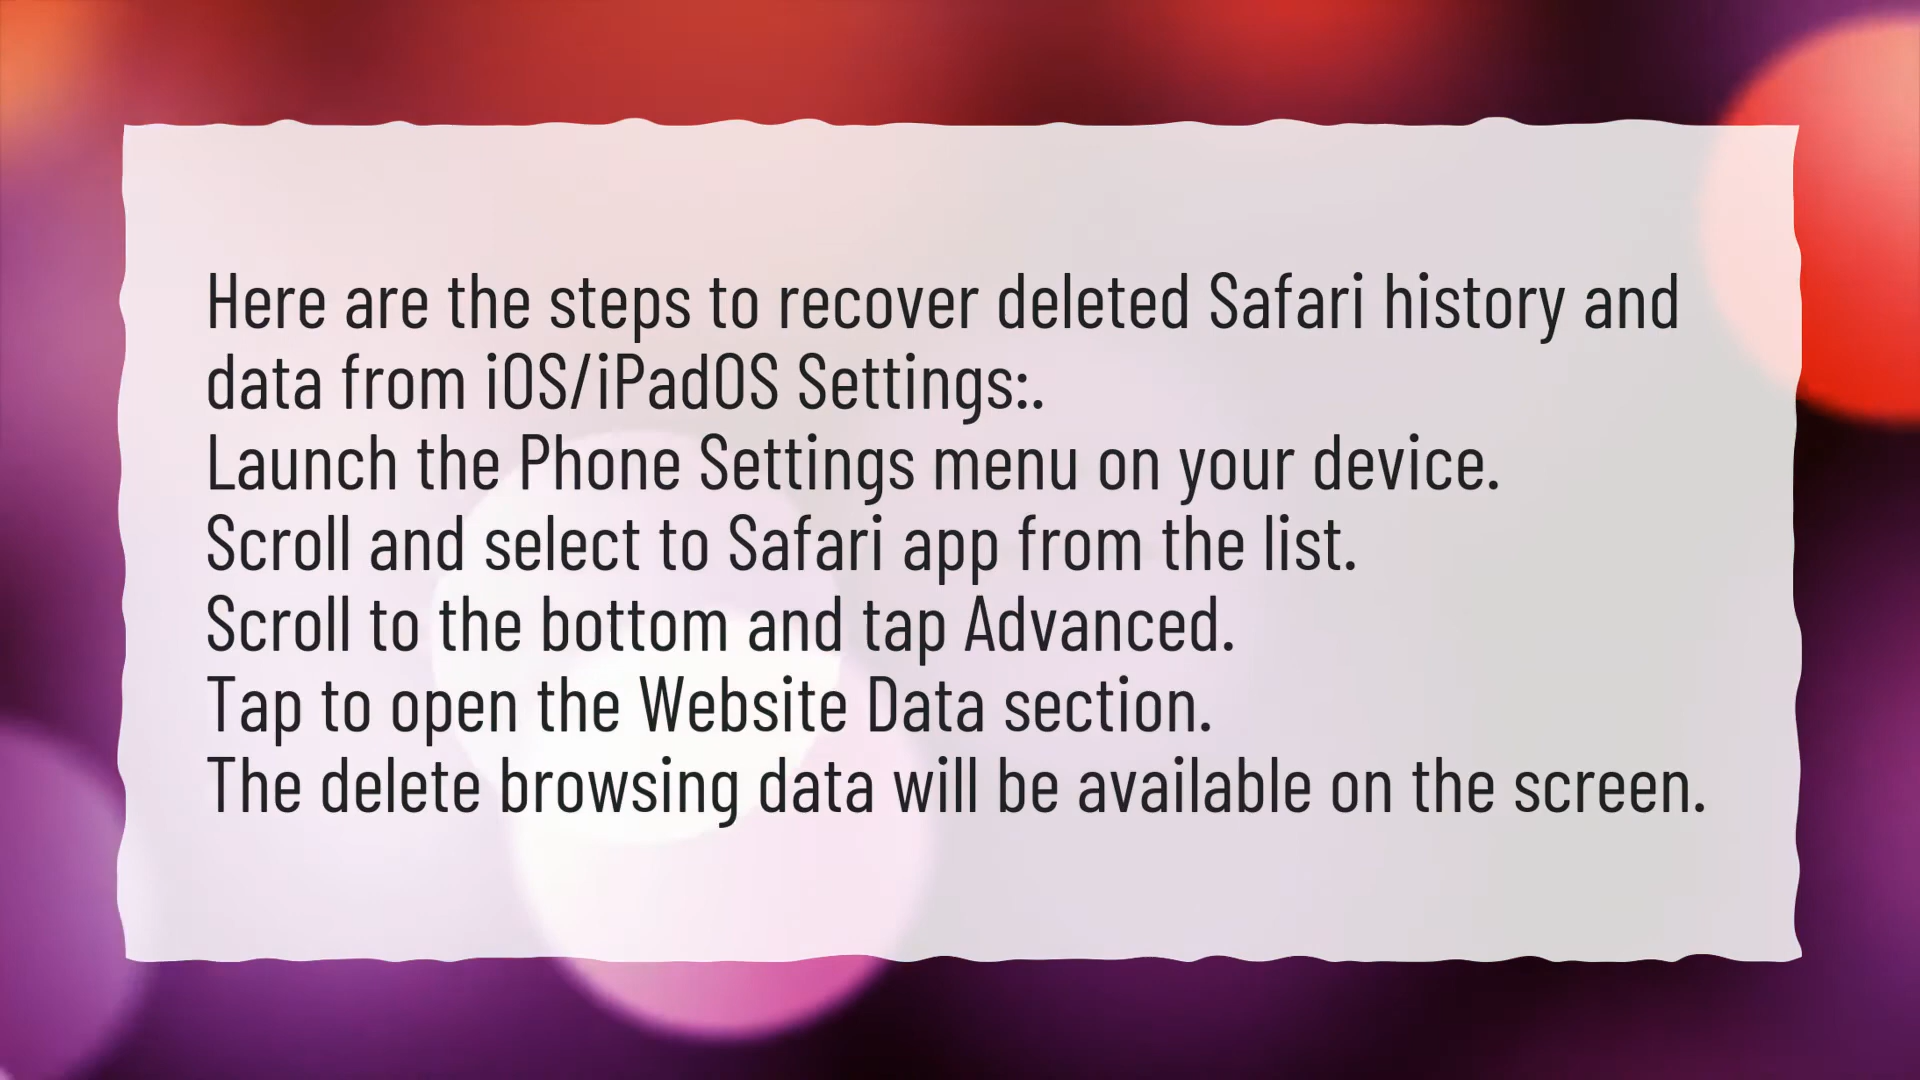 Here are the steps to recover deleted Safari history and
data from iOS/iPadOS Settings:.
Launch the Phone Settings menu on your device.
Scroll and select to Safari app from the list.
Scroll to the bottom and tap Advanced.
Tap to open the Website Data section.
The delete browsing data will be available on the screen.